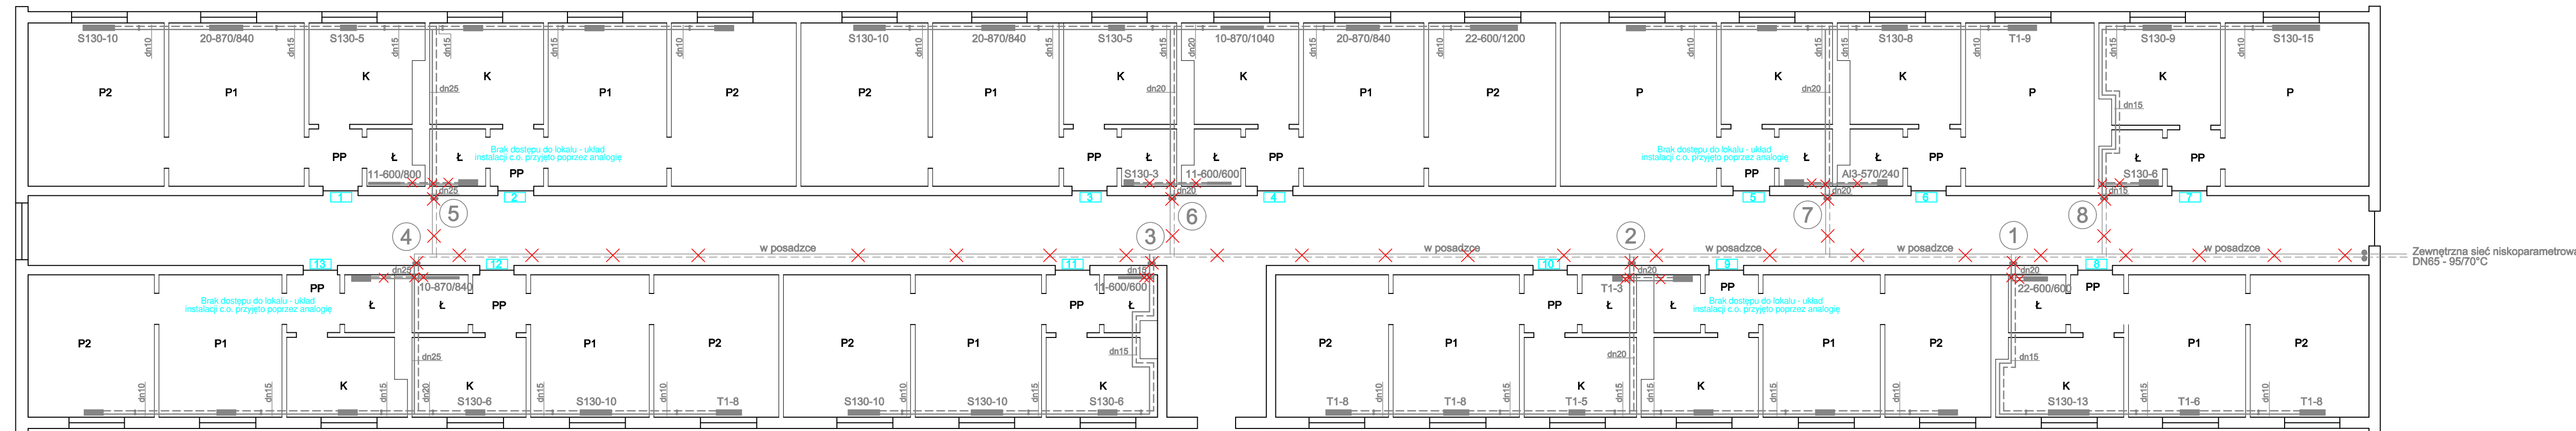 S130-10
dn10
20-870/840
dn15
S130-5
dn15
dn15
dn15
dn10
S130-10
dn10
20-870/840
dn15
S130-5
dn15
dn20
10-870/1040
dn15
20-870/840
dn10
22-600/1200
dn10
dn15
dn15
S130-8
dn15
T1-9
dn15
S130-9
dn10
S130-15
P2
P1
K
dn25
K
P1
P2
P2
P1
K
dn20
K
P1
P2
P
K
dn20
K
P
dn15
K
P
PP
Ł
Ł
Brak dostępu do lokalu - układ
instalacji c.o. przyjęto poprzez analogię
PP
PP
Ł
Ł
PP
Brak dostępu do lokalu - układ
instalacji c.o. przyjęto poprzez analogię
PP
Ł
Ł
PP
Ł
PP
11-600/800
dn25
S130-3
dn20
11-600/600
dn20
Al3-570/240
dn15
S130-6
1
2
3
4
5
6
7
5
6
7
8
4
3
2
1
w posadzce
w posadzce
w posadzce
w posadzce
w posadzce
Zewnętrzna sieć niskoparametrowa
DN65 - 95/70°C
13
12
11
10
9
8
dn25
10-870/840
dn15
11-600/600
T1-3
dn20
dn20
22-600/600
Brak dostępu do lokalu - układ
instalacji c.o. przyjęto poprzez analogię
PP
Ł
Ł
PP
PP
Ł
PP
Ł
Ł
PP
Brak dostępu do lokalu - układ
instalacji c.o. przyjęto poprzez analogię
Ł
PP
P2
P1
K
dn25
K
P1
P2
P2
P1
dn15
K
P2
P1
K
dn20
K
P1
P2
dn15
K
P1
P2
dn10
dn15
dn15
dn20
S130-6
dn15
S130-10
dn10
T1-8
S130-10
dn10
S130-10
dn15
S130-6
T1-8
dn10
T1-8
dn15
T1-5
dn15
dn15
dn15
dn10
S130-13
dn15
T1-6
dn10
T1-8